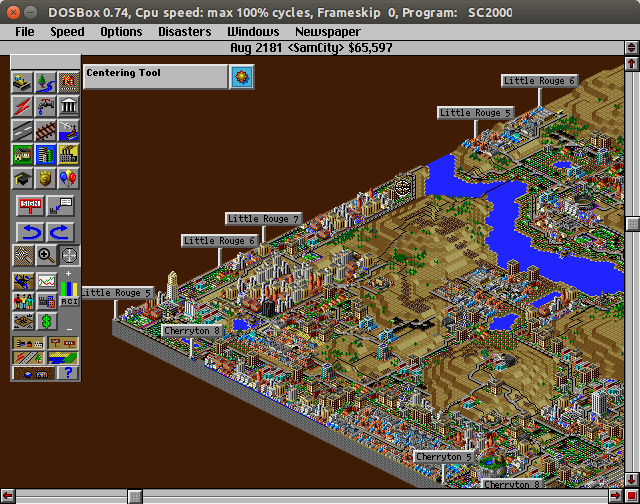 DOSBox 0.74, Cpu speed: max 100% cycles, Frameskip 0, Program: SC2000
File Speed Options Disasters Windows Newspaper
Aug 2181 <SamCity> $65,597
Centering Tool
Little Rouge 6
Little Rouge 5
Little Rouge 7
Little Rouge 6
Little Rouge 5
Cherryton 8
Cherryton 5
Cherryton 8
SIGN
+
RCI
−
?